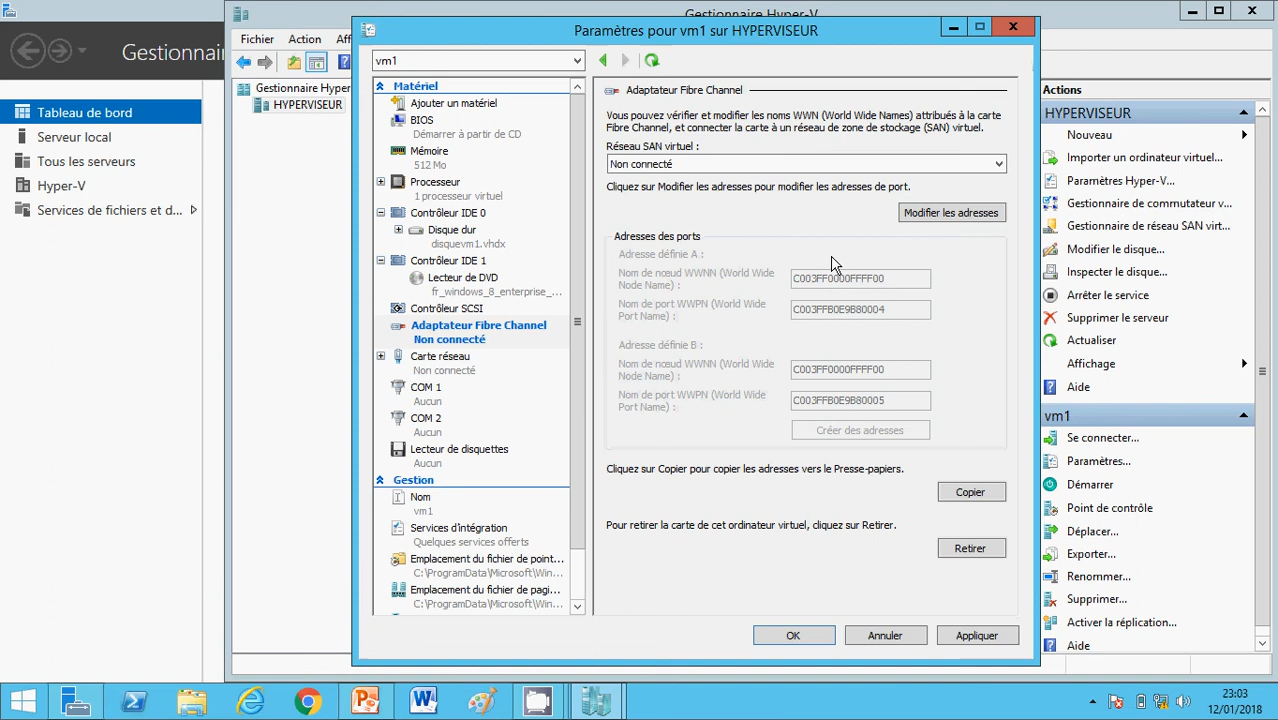 Gestionnaire Hyper-V
Paramètres pour vm1 sur HYPERVISEUR
Gestionnai
Fichier Action Aff
Tableau de bord
Serveur local
Tous les serveurs
Hyper-V
Services de fichiers et d...
Gestionnaire Hyper
HYPERVISEUR
vm1
Matériel
Ajouter un matériel
BIOS
Démarrer à partir de CD
Mémoire
512 Mo
Processeur
1 processeur virtuel
Contrôleur IDE 0
Disque dur
disquevm1.vhdx
Contrôleur IDE 1
Lecteur de DVD
fr_windows_8_enterprise_...
Contrôleur SCSI
Adaptateur Fibre Channel
Non connecté
Carte réseau
Non connecté
COM 1
Aucun
COM 2
Aucun
Lecteur de disquettes
Aucun
Gestion
Nom
vm1
Services d'intégration
Quelques services offerts
Emplacement du fichier de point...
C:\ProgramData\Microsoft\Win...
Emplacement du fichier de pagi...
C:\ProgramData\Microsoft\Win...
Adaptateur Fibre Channel
Vous pouvez vérifier et modifier les noms WWN (World Wide Names) attribués à la carte
Fibre Channel, et connecter la carte à un réseau de zone de stockage (SAN) virtuel.
Réseau SAN virtuel :
Non connecté
Cliquez sur Modifier les adresses pour modifier les adresses de port.
Modifier les adresses
Adresses des ports
Adresse définie A :
Nom de nœud WWNN (World Wide
Node Name) :
C003FF0000FFFF00
Nom de port WWPN (World Wide
Port Name) :
C003FFB0E9B80004
Adresse définie B :
Nom de nœud WWNN (World Wide
Node Name) :
C003FF0000FFFF00
Nom de port WWPN (World Wide
Port Name) :
C003FFB0E9B80005
Créer des adresses
Cliquez sur Copier pour copier les adresses vers le Presse-papiers.
Copier
Pour retirer la carte de cet ordinateur virtuel, cliquez sur Retirer.
Retirer
OK Annuler Appliquer
Actions
HYPERVISEUR
Nouveau
Importer un ordinateur virtuel...
Paramètres Hyper-V...
Gestionnaire de commutateur v...
Gestionnaire de réseau SAN virt...
Modifier le disque...
Inspecter le disque...
Arrêter le service
Supprimer le serveur
Actualiser
Affichage
Aide
vm1
Se connecter...
Paramètres...
Démarrer
Point de contrôle
Déplacer...
Exporter...
Renommer...
Supprimer...
Activer la réplication...
Aide
23:03
12/01/2018